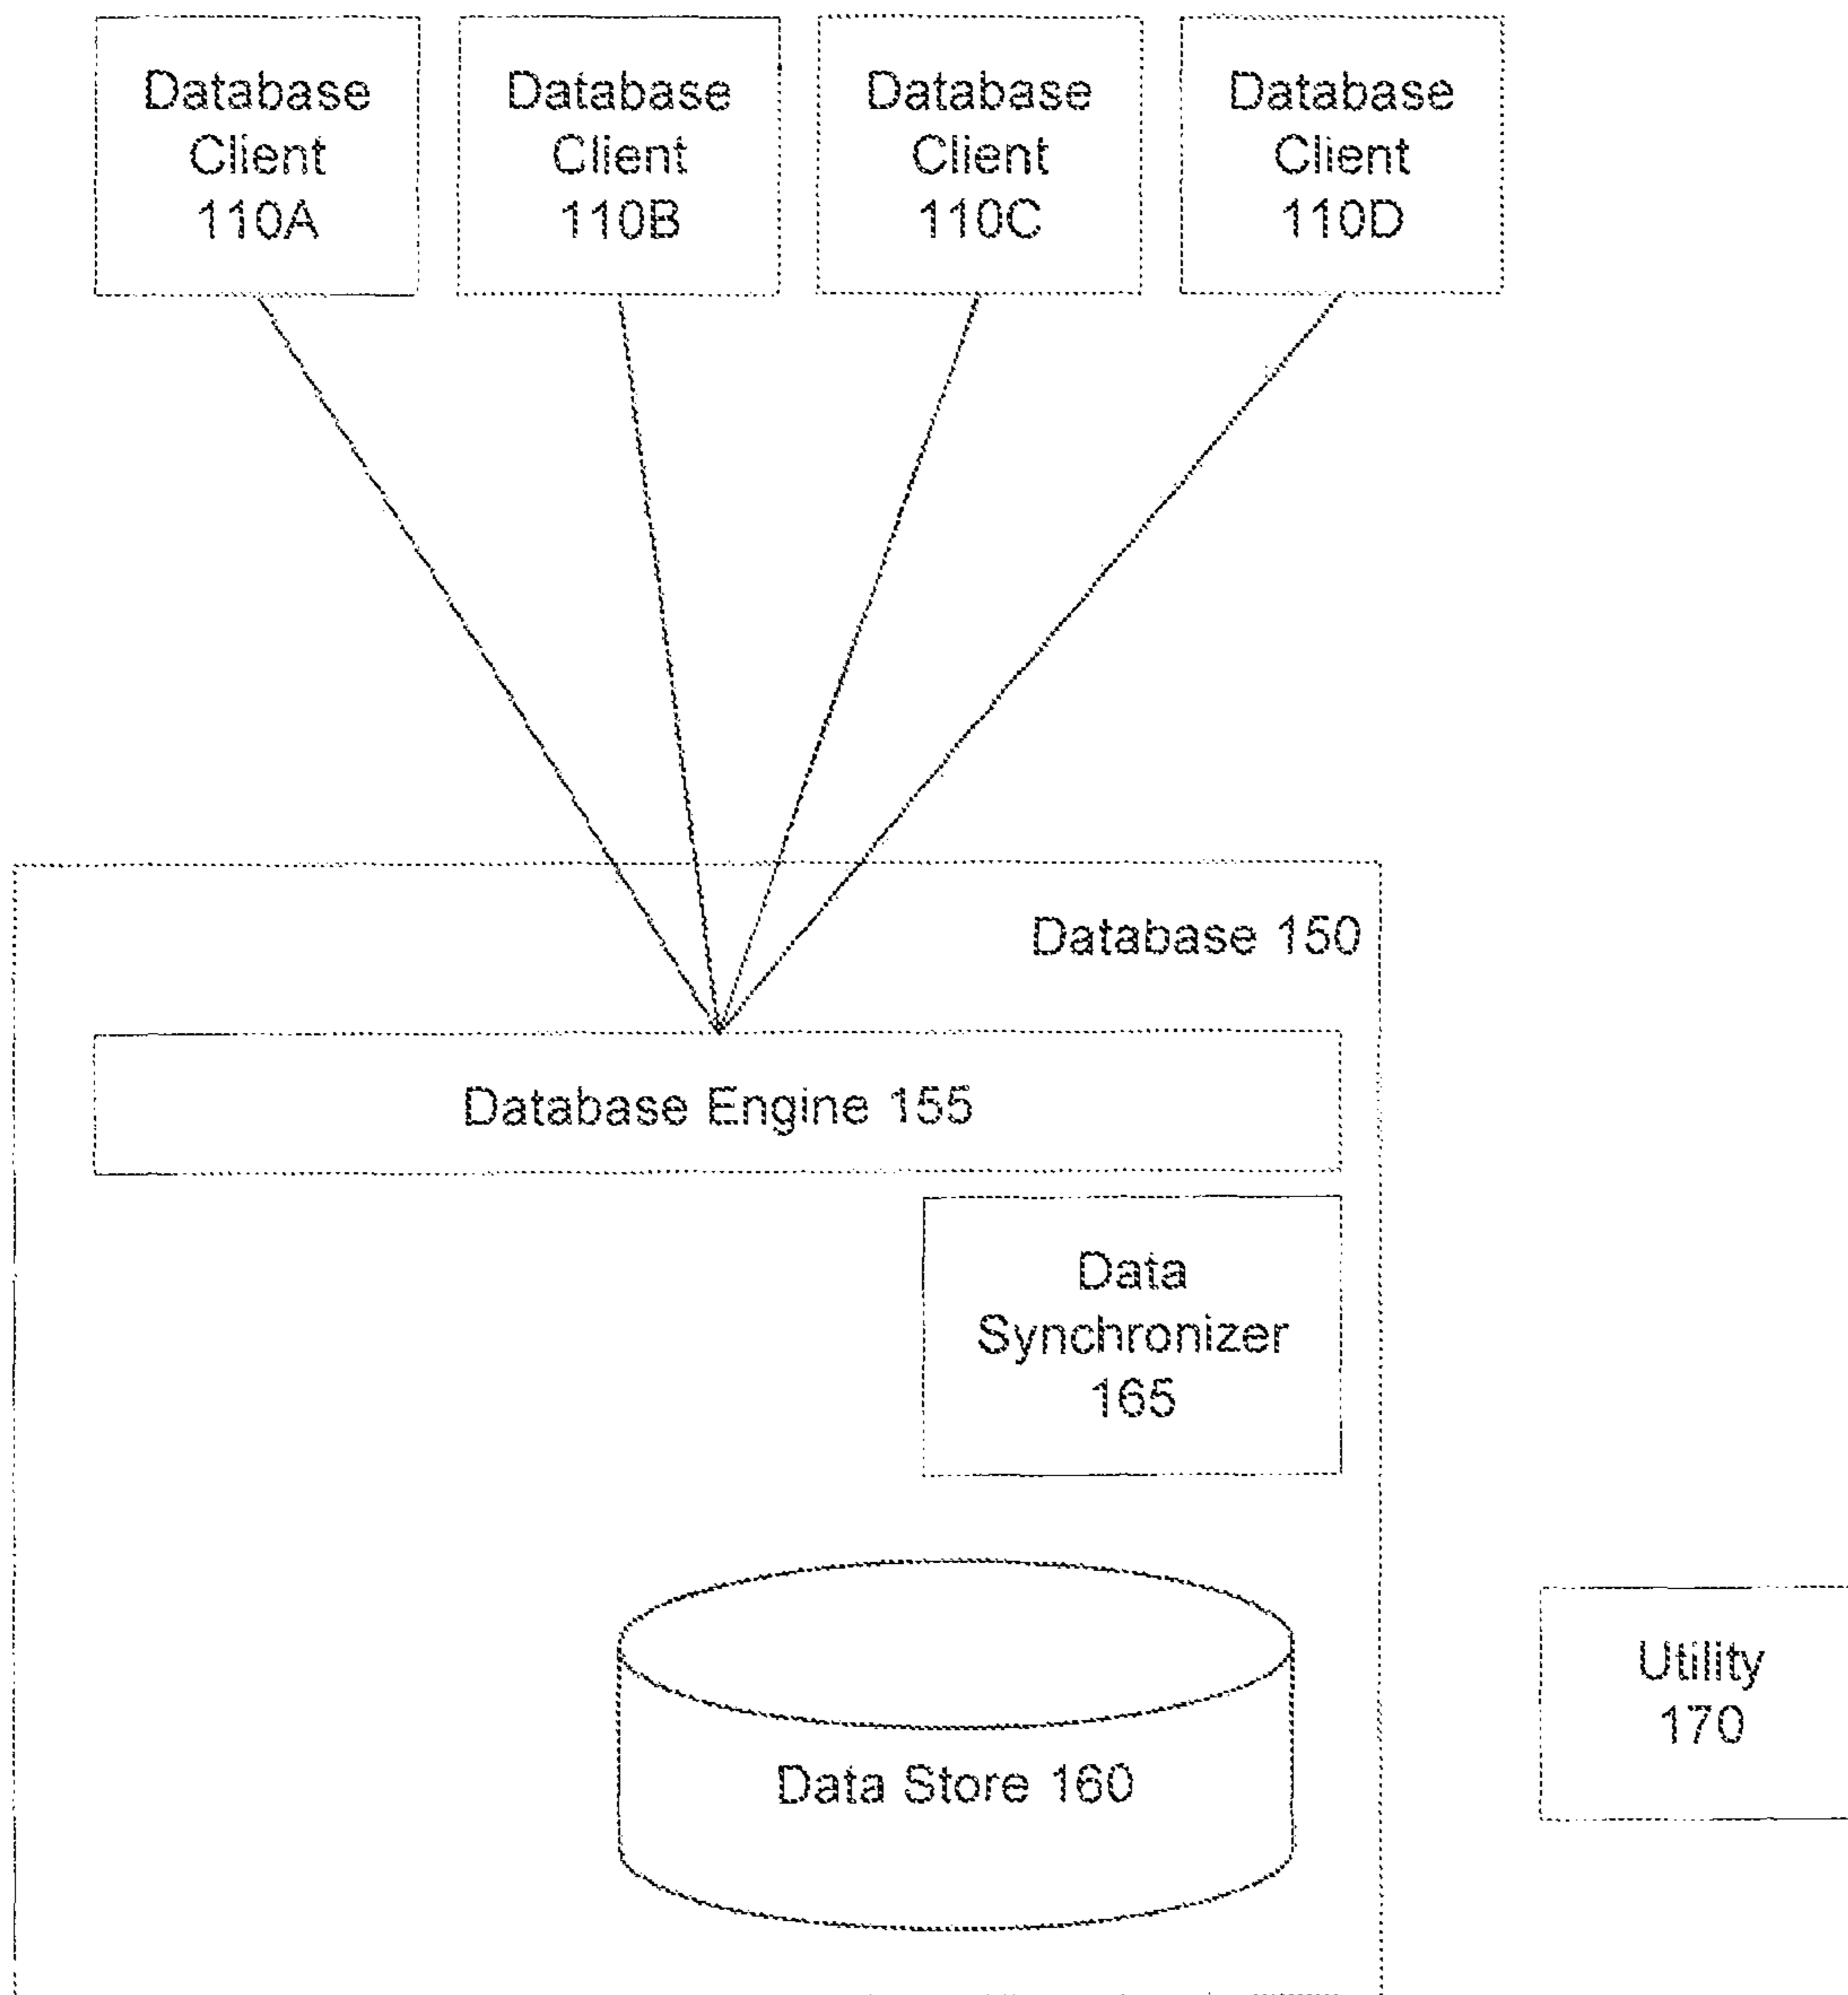 Database
Client
110A
Database
Client
110B
Database
Client
110C
Database
Client
110D
Database 150
Database Engine 155
Data
Synchronizer
165
Data Store 160
Utility
170